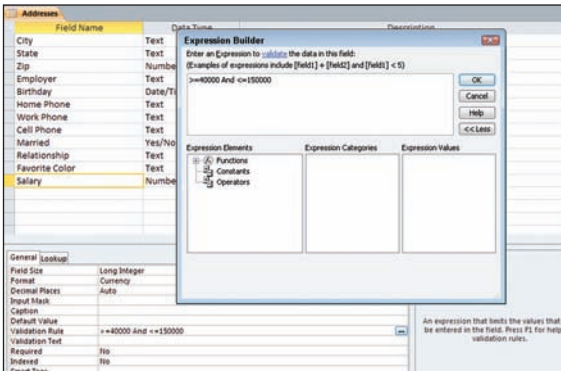 Addresses
Field Name Data Type Description
City Text
State Text
Zip Numbe
Employer Text
Birthday Date/Ti
Home Phone Text
Work Phone Text
Cell Phone Text
Married Yes/No
Relationship Text
Favorite Color Text
Salary Numbe
Expression Builder
Enter an Expression to validate the data in this field:
(Examples of expressions include [field1] + [field2] and [field1] < 5)
>=40000 And <=150000
OK
Cancel
Help
<< Less
Expression Elements Expression Categories Expression Values
Functions
Constants
Operators
General Lookup
Field Size Long Integer
Format Currency
Decimal Places Auto
Input Mask
Caption
Default Value
Validation Rule >=40000 And <=150000
Validation Text
Required No
Indexed No
Smart Tags
An expression that limits the values that
be entered in the field. Press F1 for help
validation rules.